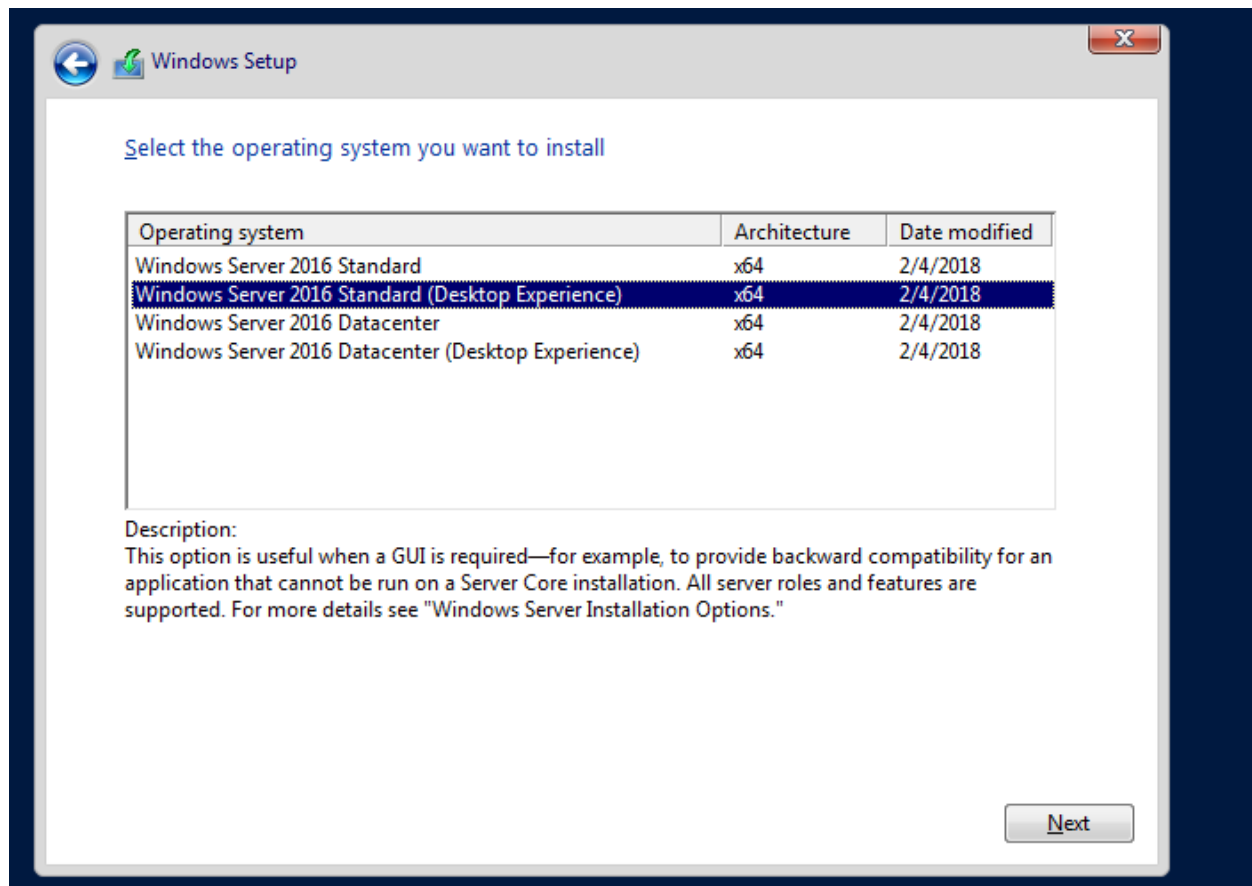 X
Windows Setup
Select the operating system you want to install
Operating system Architecture Date modified
Windows Server 2016 Standard x64 2/4/2018
Windows Server 2016 Standard (Desktop Experience) x64 2/4/2018
Windows Server 2016 Datacenter x64 2/4/2018
Windows Server 2016 Datacenter (Desktop Experience) x64 2/4/2018
Description:
This option is useful when a GUI is required—for example, to provide backward compatibility for an
application that cannot be run on a Server Core installation. All server roles and features are
supported. For more details see "Windows Server Installation Options."
Next